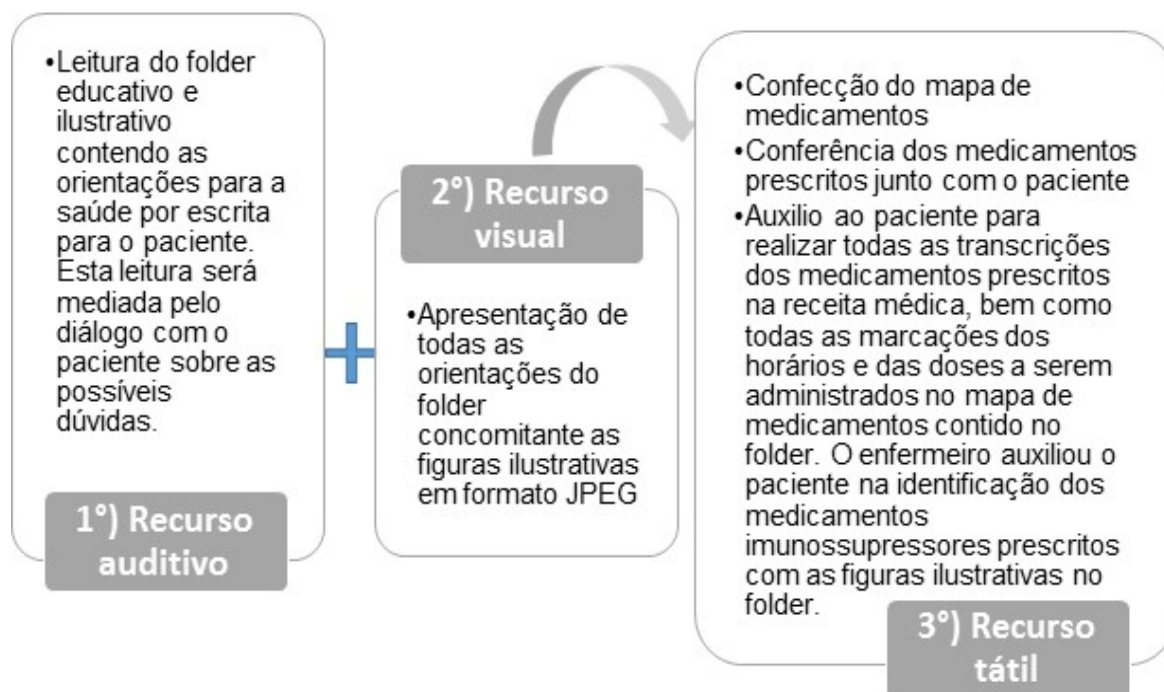 •Leitura do folder
educativo e
ilustrativo
contendo as
orientações para a
saúde por escrita
para o paciente.
Esta leitura será
mediada pelo
diálogo com o
paciente sobre as
possíveis
dúvidas.
1°) Recurso
auditivo
2°) Recurso
visual
•Apresentação de
todas as
orientações do
folder
concomitante as
figuras ilustrativas
em formato JPEG
•Confecção do mapa de
medicamentos
•Conferência dos medicamentos
prescritos junto com o paciente
•Auxilio ao paciente para
realizar todas as transcrições
dos medicamentos prescritos
na receita médica, bem como
todas as marcações dos
horários e das doses a serem
administrados no mapa de
medicamentos contido no
folder. O enfermeiro auxiliou o
paciente na identificação dos
medicamentos
imunossupressores prescritos
com as figuras ilustrativas no
folder.
3°) Recurso
tátil